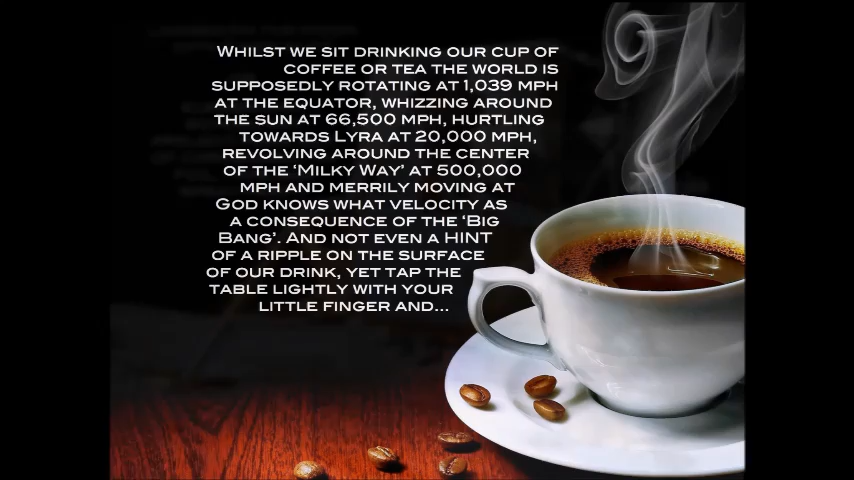 Whilst we sit drinking our cup of
coffee or tea the world is
supposedly rotating at 1,039 mph
at the equator, whizzing around
the sun at 66,500 mph, hurtling
towards Lyra at 20,000 mph,
revolving around the center
of the ‘Milky Way’ at 500,000
mph and merrily moving at
God knows what velocity as
a consequence of the ‘Big
Bang’. And not even a hint
of a ripple on the surface
of our drink, yet tap the
table lightly with your
little finger and...